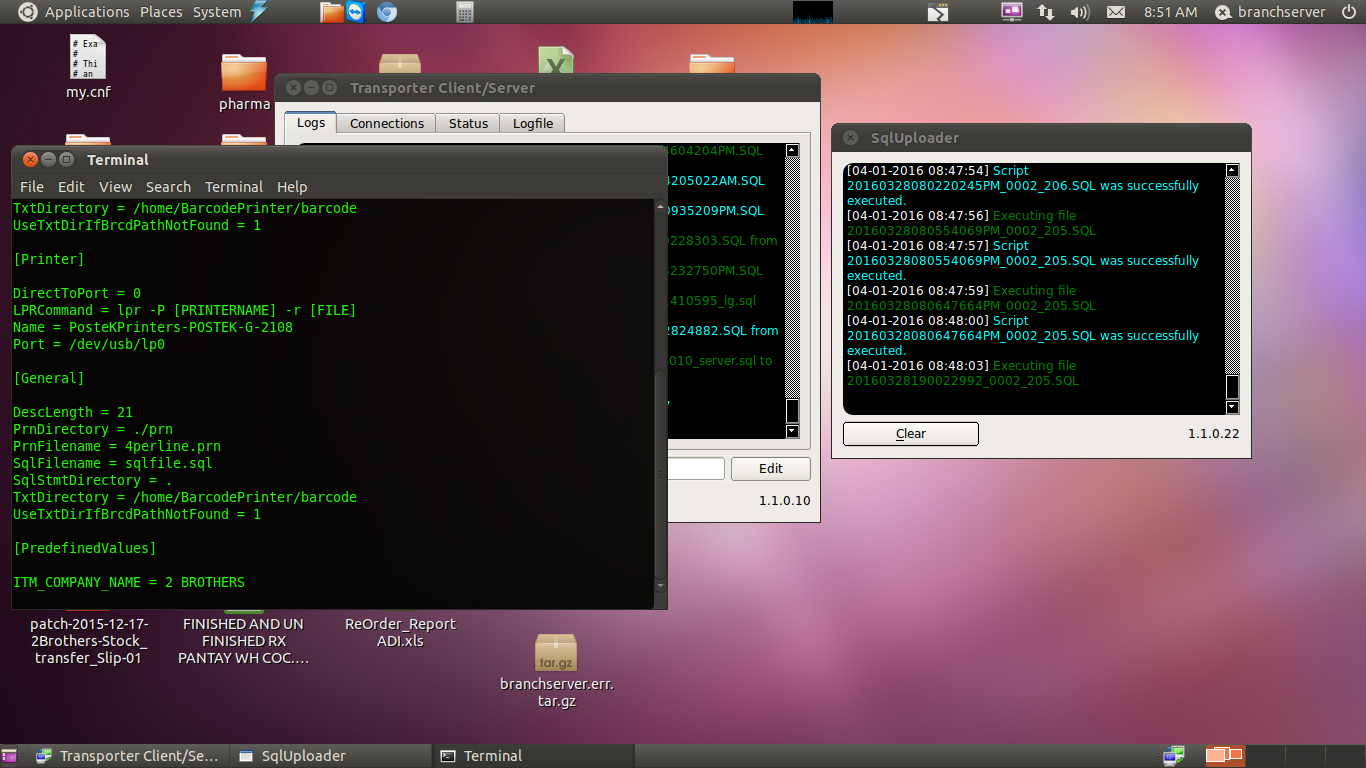 Applications Places System
8:51 AM
branchserver
# Exa
#
# Thi
# an
my.cnf
pharma
Transporter Client/Server
Logs
Connections
Status
Logfile
4604204PM.SQL
4205022AM.SQL
0935209PM.SQL
9228303.SQL from
5232750PM.SQL
1410595_lg.sql
2824882.SQL from
010_server.sql to
Edit
1.1.0.10
Terminal
File Edit View Search Terminal Help
TxtDirectory = /home/BarcodePrinter/barcode
UseTxtDirIfBrcdPathNotFound = 1
[Printer]
DirectToPort = 0
LPRCommand = lpr -P [PRINTERNAME] -r [FILE]
Name = PosteKPrinters-POSTEK-G-2108
Port = /dev/usb/lp0
[General]
DescLength = 21
PrnDirectory = ./prn
PrnFilename = 4perline.prn
SqlFilename = sqlfile.sql
SqlStmtDirectory = .
TxtDirectory = /home/BarcodePrinter/barcode
UseTxtDirIfBrcdPathNotFound = 1
[PredefinedValues]
ITM_COMPANY_NAME = 2 BROTHERS
SqlUploader
[04-01-2016 08:47:54] Script
20160328080220245PM_0002_206.SQL was successfully
executed.
[04-01-2016 08:47:56] Executing file
20160328080554069PM_0002_205.SQL
[04-01-2016 08:47:57] Script
20160328080554069PM_0002_205.SQL was successfully
executed.
[04-01-2016 08:47:59] Executing file
20160328080647664PM_0002_205.SQL
[04-01-2016 08:48:00] Script
20160328080647664PM_0002_205.SQL was successfully
executed.
[04-01-2016 08:48:03] Executing file
20160328190022992_0002_205.SQL
Clear
1.1.0.22
patch-2015-12-17-
2Brothers-Stock_
transfer_Slip-01
FINISHED AND UN
FINISHED RX
PANTAY WH COC....
ReOrder_Report
ADI.xls
tar.gz
branchserver.err.
tar.gz
Transporter Client/Se...
SqlUploader
Terminal